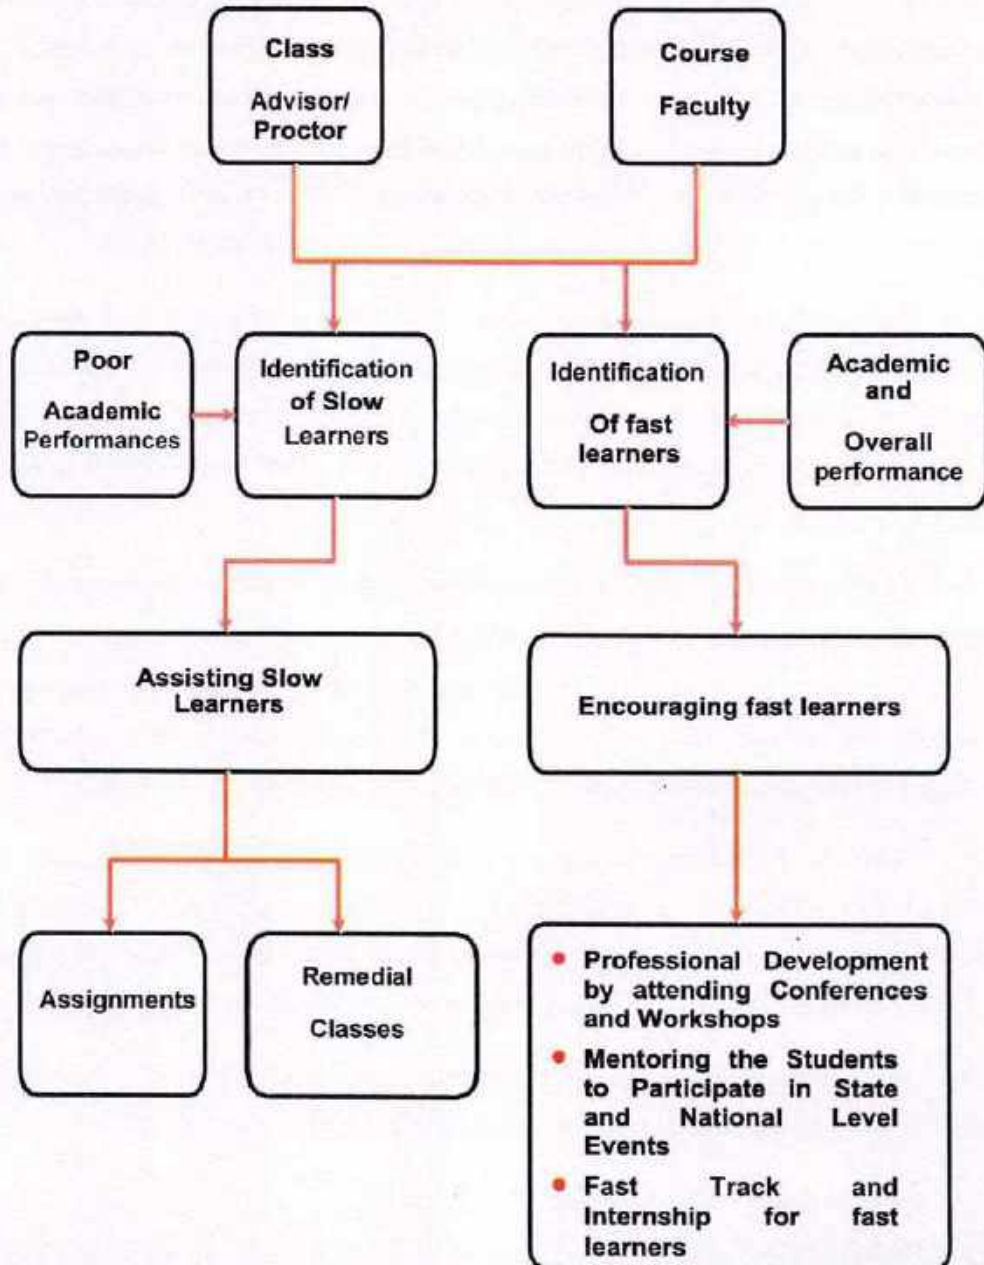 Class
Advisor/
Proctor
Course
Faculty
Poor
Academic
Performances
Identification
of Slow
Learners
Identification
Of fast
learners
Academic
and
Overall
performance
Assisting Slow
Learners
Encouraging fast learners
Assignments
Remedial
Classes
• Professional Development
by attending Conferences
and Workshops
• Mentoring the Students
to Participate in State
and National Level
Events
• Fast Track and
Internship for fast
learners